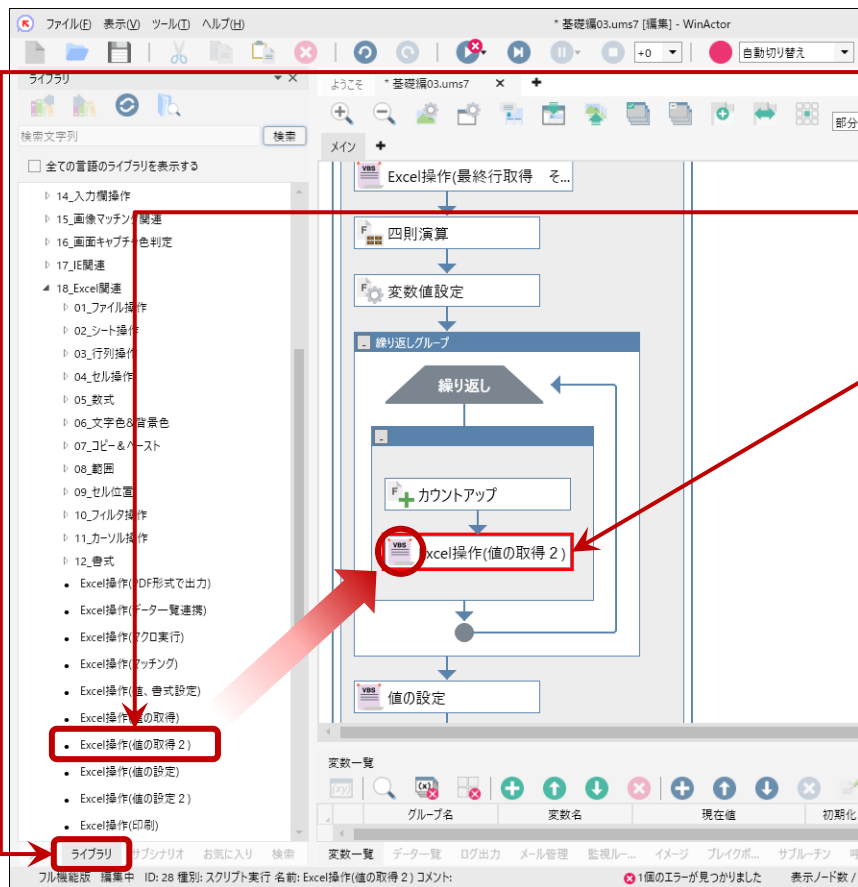 ファイル(F) 表示(V) ツール(T) ヘルプ(H)
* 基礎編03.ums7 [編集] - WinActor
+0
自動切り替え
ライブラリ
検索文字列
検索
全ての言語のライブラリを表示する
14_入力欄操作
15_画像マッチング関連
16_画面キャプチャ色判定
17_IE関連
18_Excel関連
01_ファイル操作
02_シート操作
03_行列操作
04_セル操作
05_数式
06_文字色&背景色
07_コピー&ペースト
08_範囲
09_セル位置
10_フィルタ操作
11_カーソル操作
12_書式
Excel操作(PDF形式で出力)
Excel操作(データ一覧連携)
Excel操作(マクロ実行)
Excel操作(マッチング)
Excel操作(値、書式設定)
Excel操作(値の取得)
Excel操作(値の取得２)
Excel操作(値の設定)
Excel操作(値の設定２)
Excel操作(印刷)
ライブラリ サブシナリオ お気に入り 検索
ようこそ * 基礎編03.ums7
部分
メイン
VBS Excel操作(最終行取得 そ...
F 四則演算
F 変数値設定
繰り返しグループ
繰り返し
F カウントアップ
VBS Excel操作(値の取得２)
VBS 値の設定
変数一覧
グループ名 変数名 現在値 初期化
変数一覧 データ一覧 ログ出力 メール管理 監視ルー... イメージ ブレイクポ... サブルーチン
フル機能版 編集中 ID: 28 種別: スクリプト実行 名前: Excel操作(値の取得２) コメント:
1個のエラーが見つかりました 表示ノード数 /